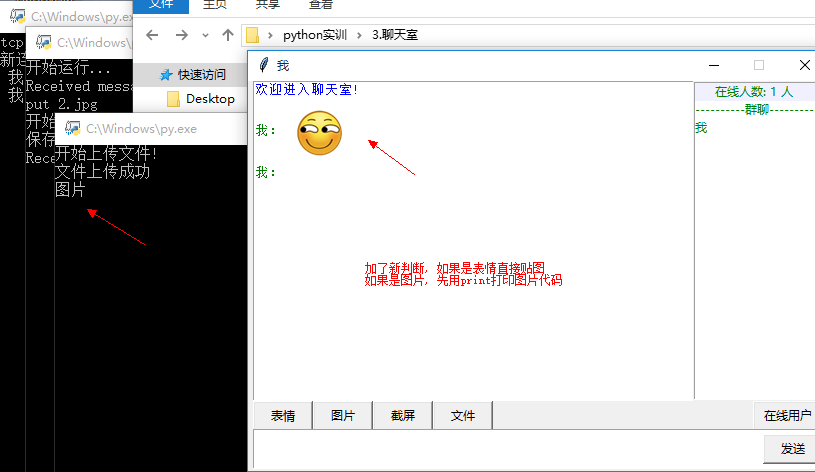 C:\Windows\py.exe
文件
主页
共享
查看
python实训 › 3.聊天室
快速访问
Desktop
C:\Windows\py.
tcp
新
我
我
开始运行...
Received messa
put 2.jpg
开始
保存
Rece
C:\Windows\py.exe
开始上传文件!
文件上传成功
图片
我
欢迎进入聊天室!
我:
我:
加了新判断, 如果是表情直接贴图
如果是图片, 先用print打印图片代码
在线人数: 1 人
----------群聊----------
我
表情
图片
截屏
文件
在线用户
发送